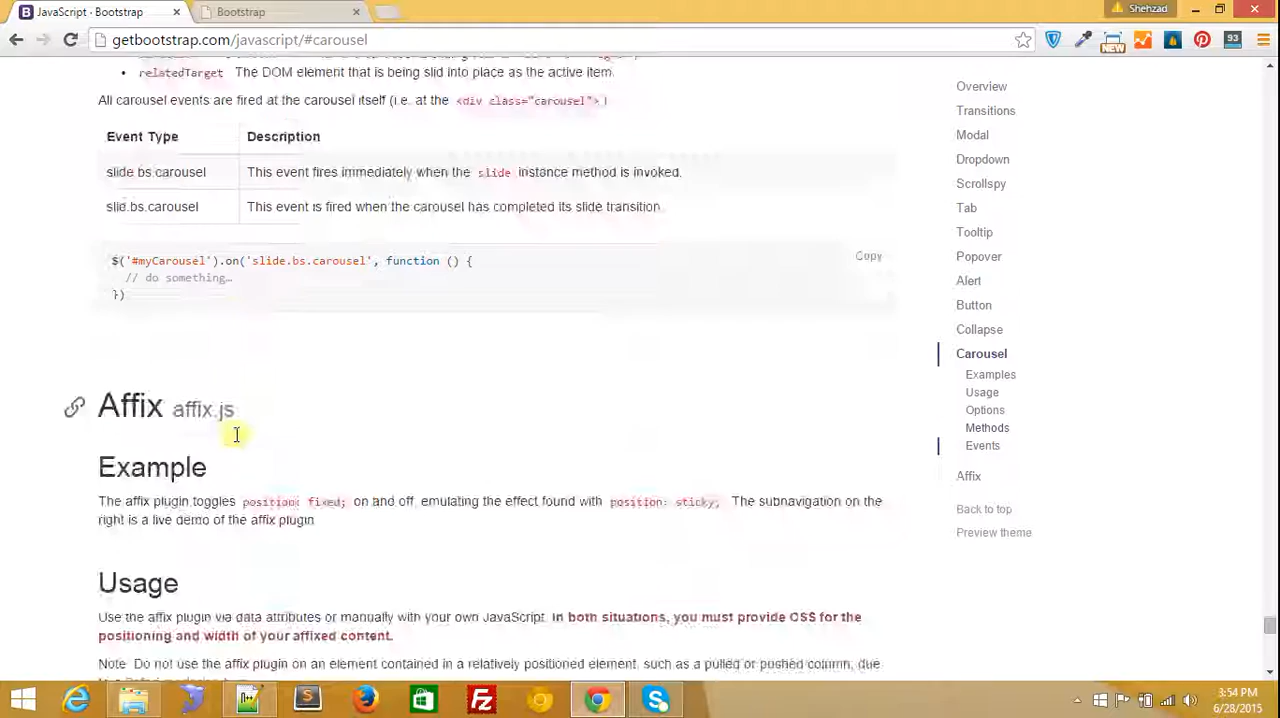 JavaScript · Bootstrap
Bootstrap
Shehzad
getbootstrap.com/javascript/#carousel
NEW
93
relatedTarget The DOM element that is being slid into place as the active item.
All carousel events are fired at the carousel itself (i.e. at the <div class="carousel">)
Event Type Description
slide.bs.carousel This event fires immediately when the slide instance method is invoked.
slid.bs.carousel This event is fired when the carousel has completed its slide transition.
$('#myCarousel').on('slide.bs.carousel', function () {
// do something…
})
Copy
Affix affix.js
Example
The affix plugin toggles position: fixed; on and off, emulating the effect found with position: sticky; The subnavigation on the
right is a live demo of the affix plugin
Usage
Use the affix plugin via data attributes or manually with your own JavaScript. In both situations, you must provide CSS for the
positioning and width of your affixed content.
Note: Do not use the affix plugin on an element contained in a relatively positioned element, such as a pulled or pushed column, due
Overview
Transitions
Modal
Dropdown
Scrollspy
Tab
Tooltip
Popover
Alert
Button
Collapse
Carousel
Examples
Usage
Options
Methods
Events
Affix
Back to top
Preview theme
3:54 PM
6/28/2015